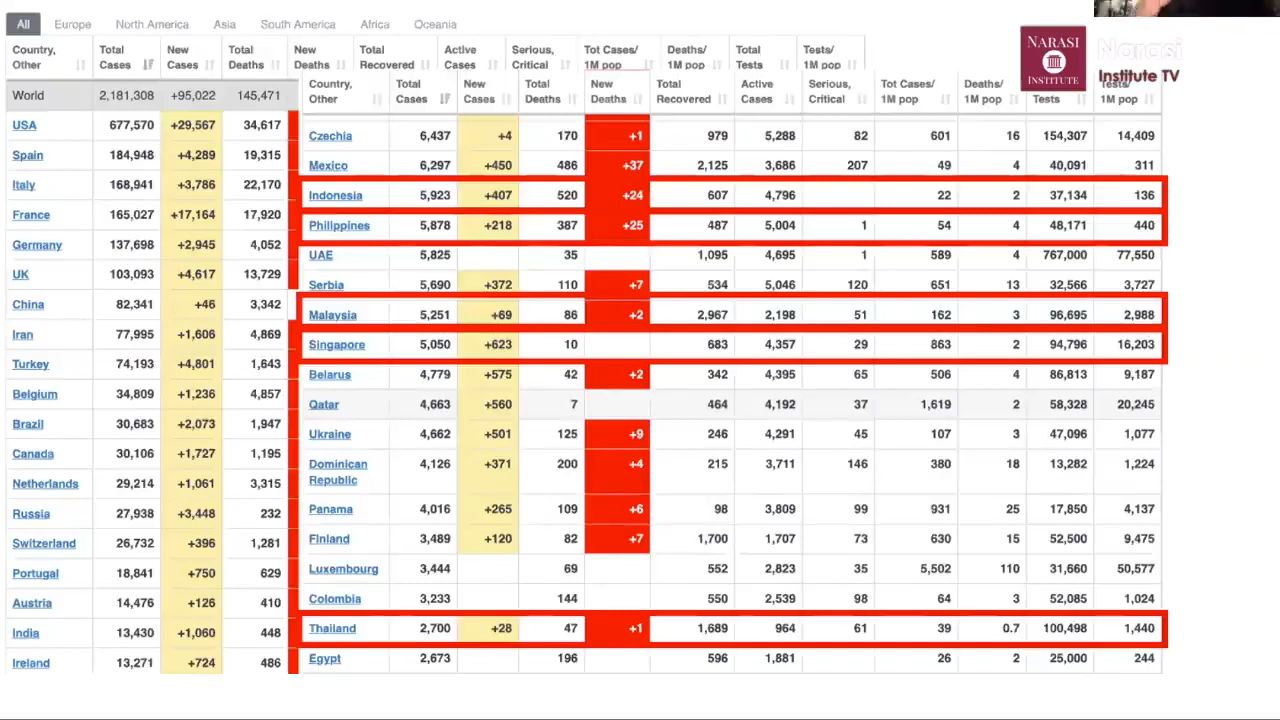 All Europe North America Asia South America Africa Oceania
Country, Other Total Cases New Cases Total Deaths New Deaths Total Recovered Active Cases Serious, Critical Tot Cases/ 1M pop Deaths/ 1M pop Total Tests Tests/ 1M pop
World 2,181,308 +95,022 145,471
USA 677,570 +29,567 34,617
Spain 184,948 +4,289 19,315
Italy 168,941 +3,786 22,170
France 165,027 +17,164 17,920
Germany 137,698 +2,945 4,052
UK 103,093 +4,617 13,729
China 82,341 +46 3,342
Iran 77,995 +1,606 4,869
Turkey 74,193 +4,801 1,643
Belgium 34,809 +1,236 4,857
Brazil 30,683 +2,073 1,947
Canada 30,106 +1,727 1,195
Netherlands 29,214 +1,061 3,315
Russia 27,938 +3,448 232
Switzerland 26,732 +396 1,281
Portugal 18,841 +750 629
Austria 14,476 +126 410
India 13,430 +1,060 448
Ireland 13,271 +724 486
Country, Other Total Cases New Cases Total Deaths New Deaths Total Recovered Active Cases Serious, Critical Tot Cases/ 1M pop Deaths/ 1M pop Tests Tests/ 1M pop
Czechia 6,437 +4 170 +1 979 5,288 82 601 16 154,307 14,409
Mexico 6,297 +450 486 +37 2,125 3,686 207 49 4 40,091 311
Indonesia 5,923 +407 520 +24 607 4,796 22 2 37,134 136
Philippines 5,878 +218 387 +25 487 5,004 1 54 4 48,171 440
UAE 5,825 35 1,095 4,695 1 589 4 767,000 77,550
Serbia 5,690 +372 110 +7 534 5,046 120 651 13 32,566 3,727
Malaysia 5,251 +69 86 +2 2,967 2,198 51 162 3 96,695 2,988
Singapore 5,050 +623 10 683 4,357 29 863 2 94,796 16,203
Belarus 4,779 +575 42 +2 342 4,395 65 506 4 86,813 9,187
Qatar 4,663 +560 7 464 4,192 37 1,619 2 58,328 20,245
Ukraine 4,662 +501 125 +9 246 4,291 45 107 3 47,096 1,077
Dominican Republic 4,126 +371 200 +4 215 3,711 146 380 18 13,282 1,224
Panama 4,016 +265 109 +6 98 3,809 99 931 25 17,850 4,137
Finland 3,489 +120 82 +7 1,700 1,707 73 630 15 52,500 9,475
Luxembourg 3,444 69 552 2,823 35 5,502 110 31,660 50,577
Colombia 3,233 144 550 2,539 98 64 3 52,085 1,024
Thailand 2,700 +28 47 +1 1,689 964 61 39 0.7 100,498 1,440
Egypt 2,673 196 596 1,881 26 2 25,000 244
NARASI
INSTITUTE
Narasi
Institute TV